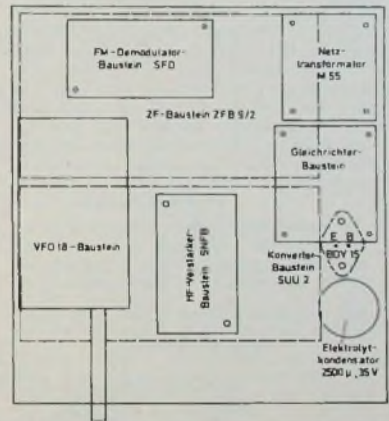 FM-Demodulator-
Baustein SFD
Netz-
transformator
M 55
ZF-Baustein ZFB 9/2
Gleichrichter-
Baustein
VFO 18-Baustein
HF-Verstärker-
Baustein SNFB
E B
BDY 15
Konverter-
Baustein
SUU 2
Elektrolyt-
kondensator
2500 µ, 35 V